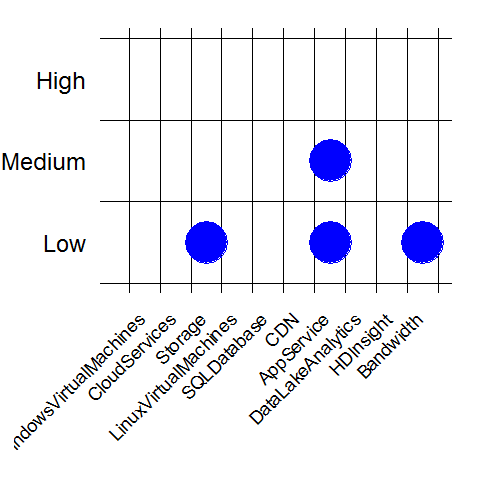 High
Medium
Low
ndowsVirtualMachines
CloudServices
Storage
LinuxVirtualMachines
SQLDatabase
CDN
AppService
DataLakeAnalytics
HDInsight
Bandwidth